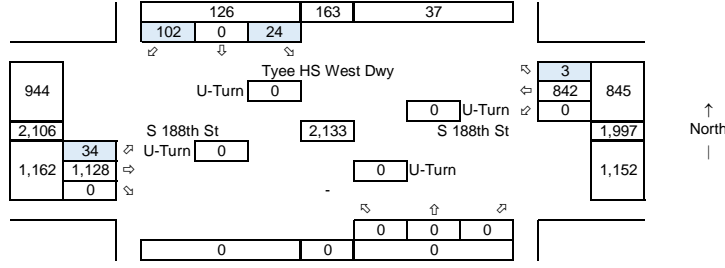 126 163 37
102 0 24
⬃ ⇩ ⬂
Tyee HS West Dwy
⬁ 3
944
U-Turn 0
⇦ 842 845
0 U-Turn ⬃ 0
↑
2,106 S 188th St 2,133 S 188th St 1,997 North
34 ⬀ U-Turn 0
|
1,162 1,128 ⇨ 0 U-Turn 1,152
0 ⬂ -
⬁ ⇧ ⬀
0 0 0
0 0 0